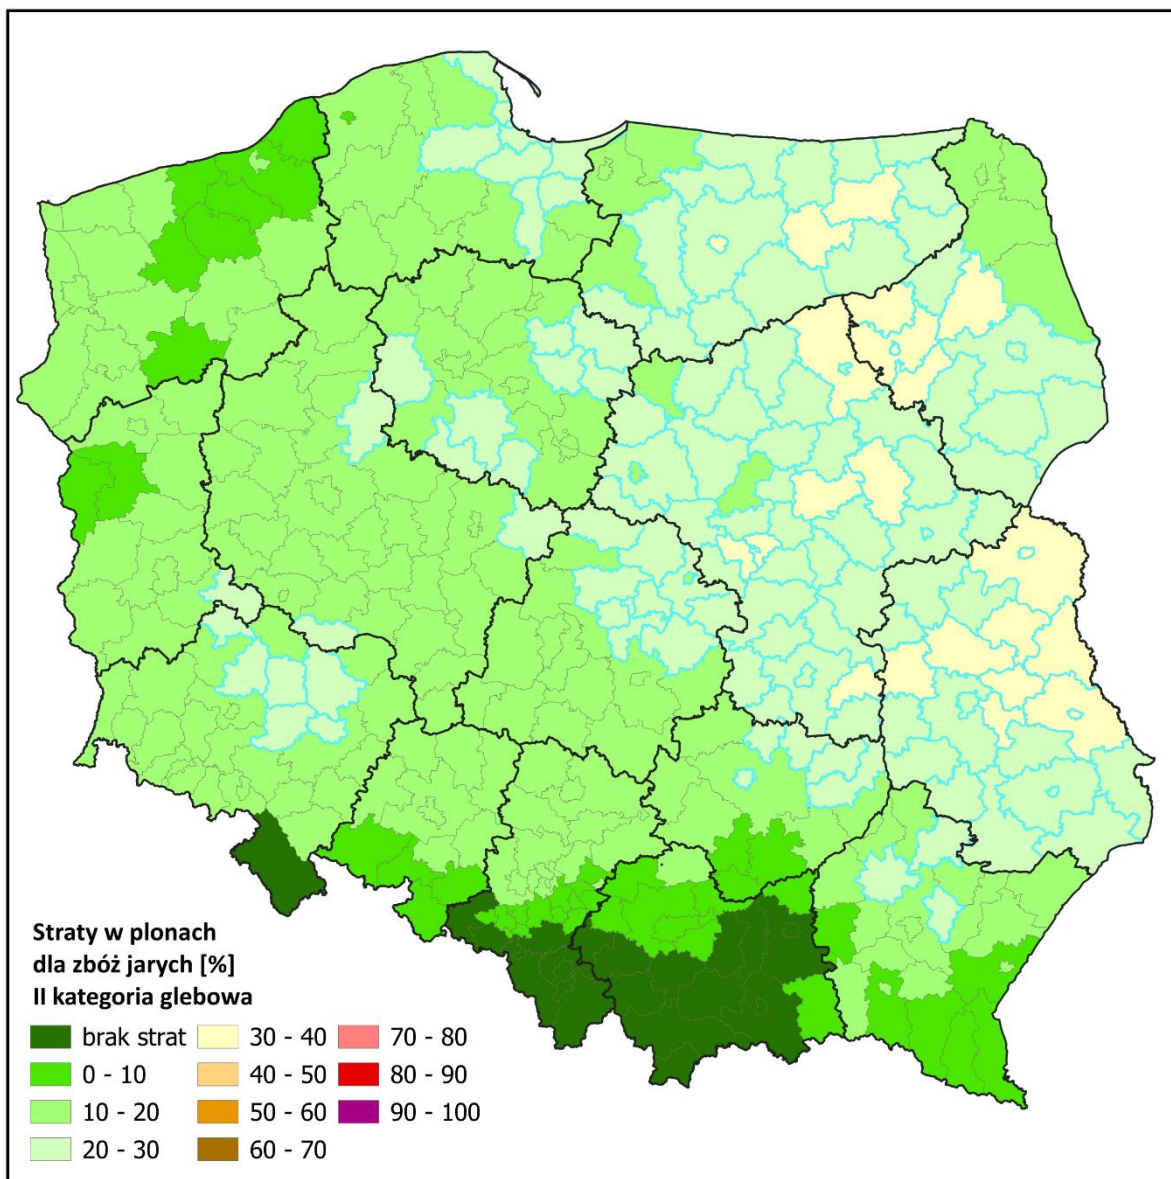 Straty w plonach
dla zbóż jarych [%]
II kategoria glebowa
brak strat
0 - 10
10 - 20
20 - 30
30 - 40
40 - 50
50 - 60
60 - 70
70 - 80
80 - 90
90 - 100